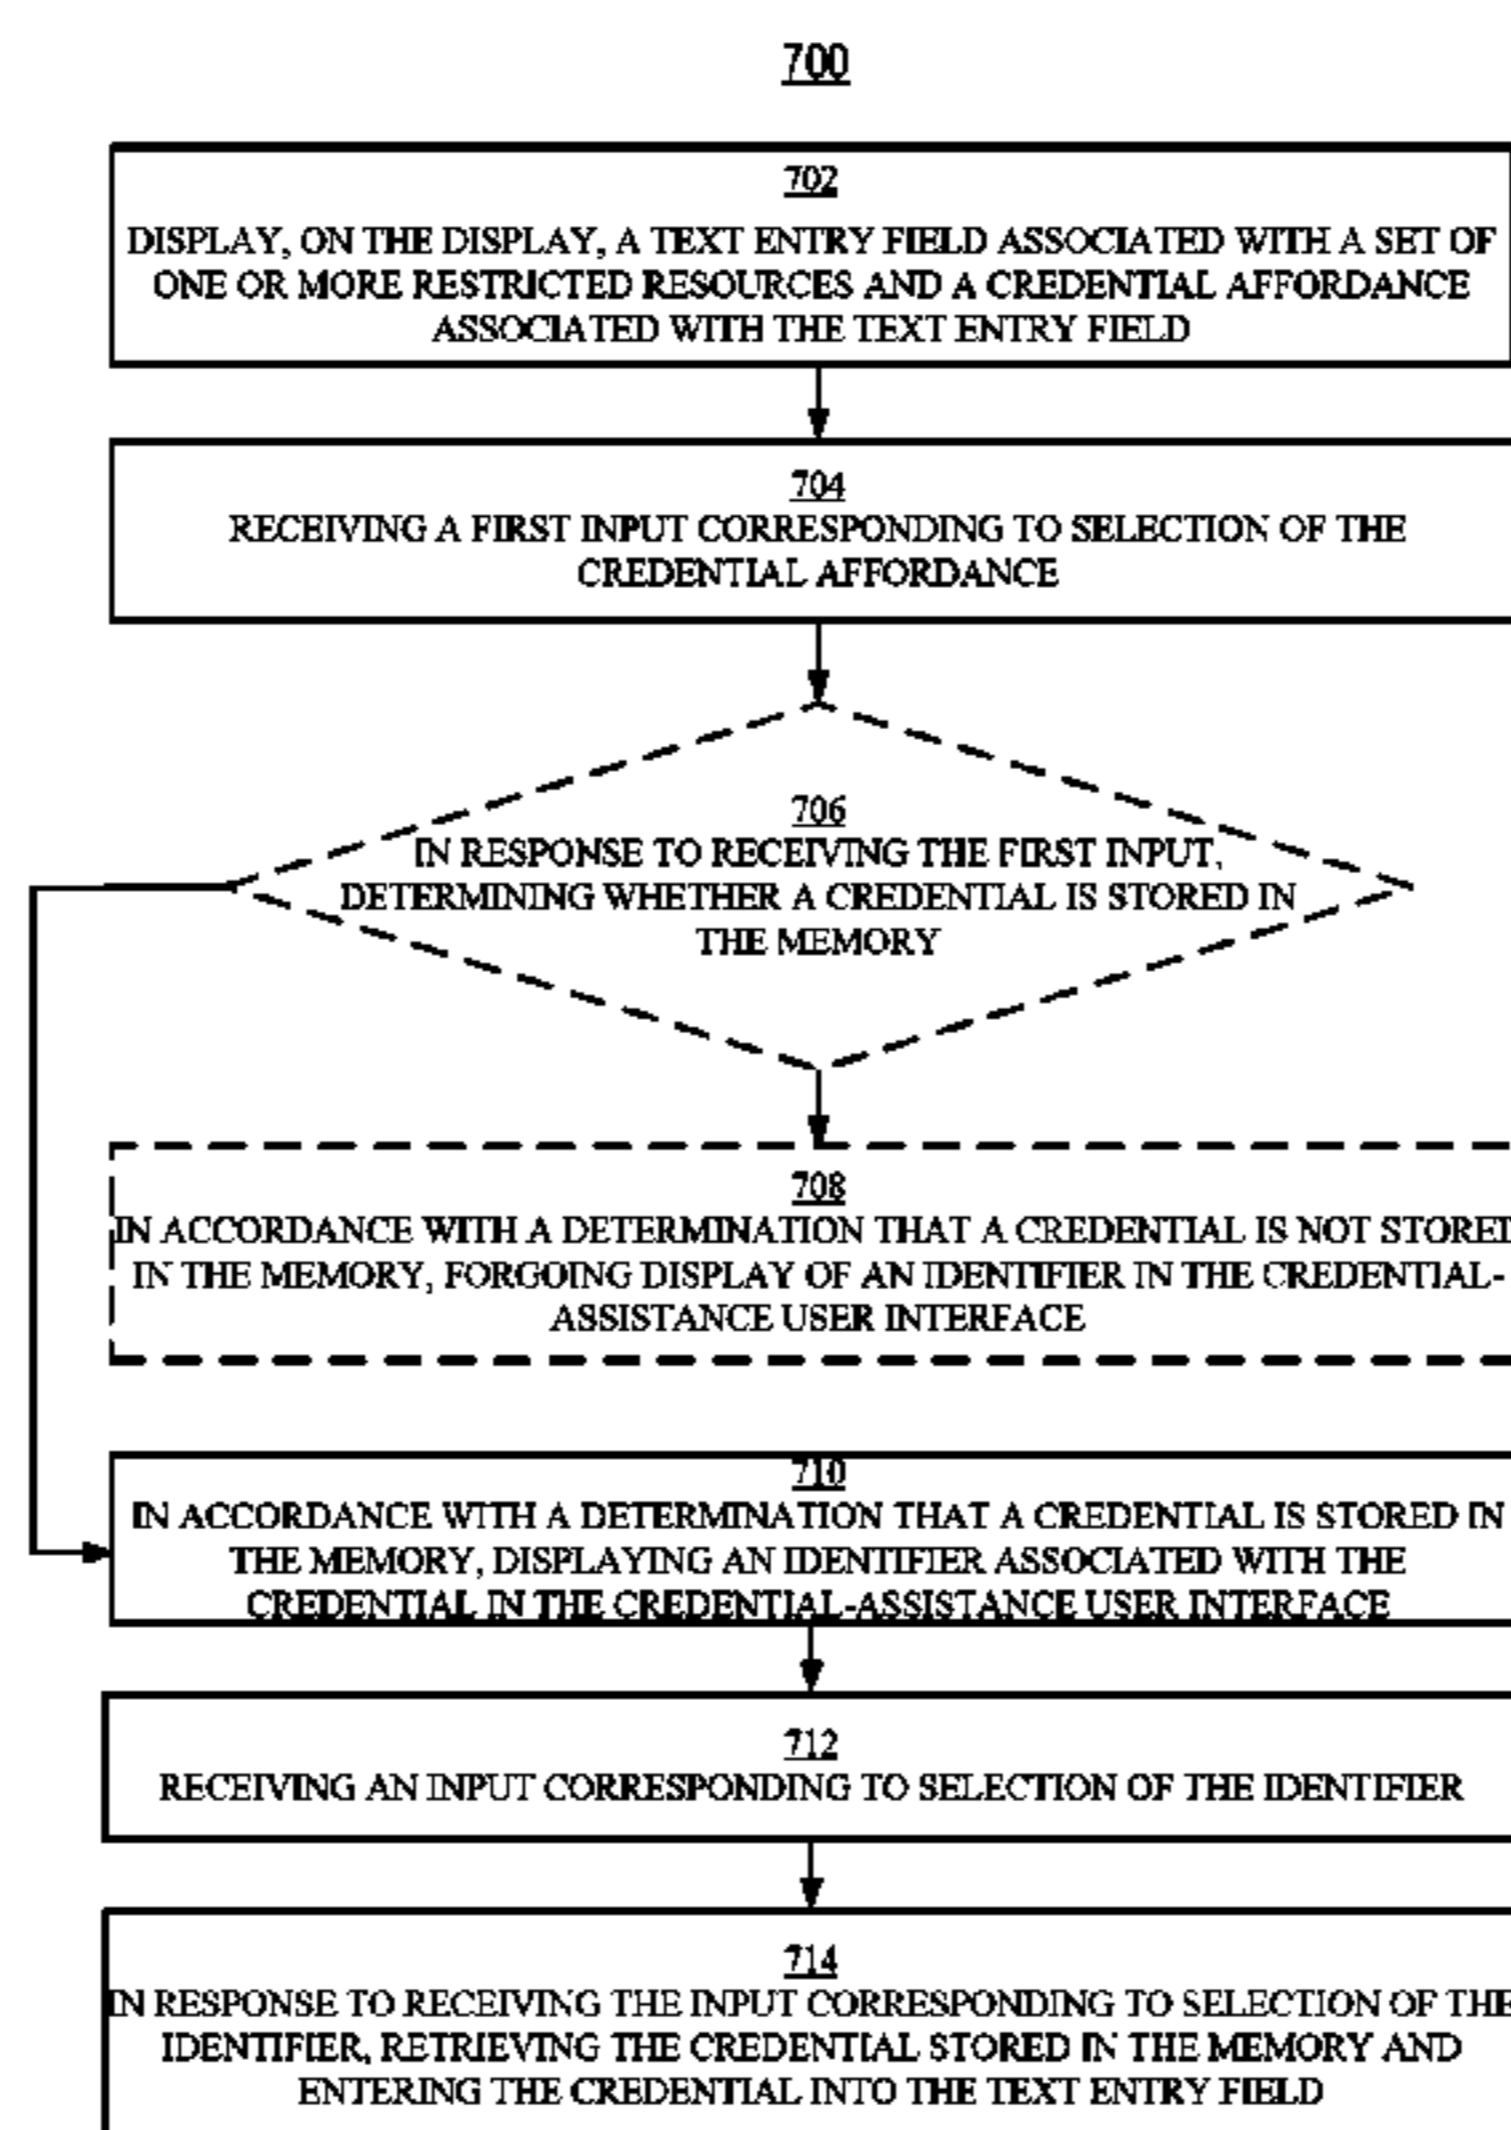 700
702
DISPLAY, ON THE DISPLAY, A TEXT ENTRY FIELD ASSOCIATED WITH A SET OF
ONE OR MORE RESTRICTED RESOURCES AND A CREDENTIAL AFFORDANCE
ASSOCIATED WITH THE TEXT ENTRY FIELD
704
RECEIVING A FIRST INPUT CORRESPONDING TO SELECTION OF THE
CREDENTIAL AFFORDANCE
706
IN RESPONSE TO RECEIVING THE FIRST INPUT,
DETERMINING WHETHER A CREDENTIAL IS STORED IN
THE MEMORY
708
IN ACCORDANCE WITH A DETERMINATION THAT A CREDENTIAL IS NOT STORED
IN THE MEMORY, FORGOING DISPLAY OF AN IDENTIFIER IN THE CREDENTIAL-
ASSISTANCE USER INTERFACE
710
IN ACCORDANCE WITH A DETERMINATION THAT A CREDENTIAL IS STORED IN
THE MEMORY, DISPLAYING AN IDENTIFIER ASSOCIATED WITH THE
CREDENTIAL IN THE CREDENTIAL-ASSISTANCE USER INTERFACE
712
RECEIVING AN INPUT CORRESPONDING TO SELECTION OF THE IDENTIFIER
714
IN RESPONSE TO RECEIVING THE INPUT CORRESPONDING TO SELECTION OF THE
IDENTIFIER, RETRIEVING THE CREDENTIAL STORED IN THE MEMORY AND
ENTERING THE CREDENTIAL INTO THE TEXT ENTRY FIELD